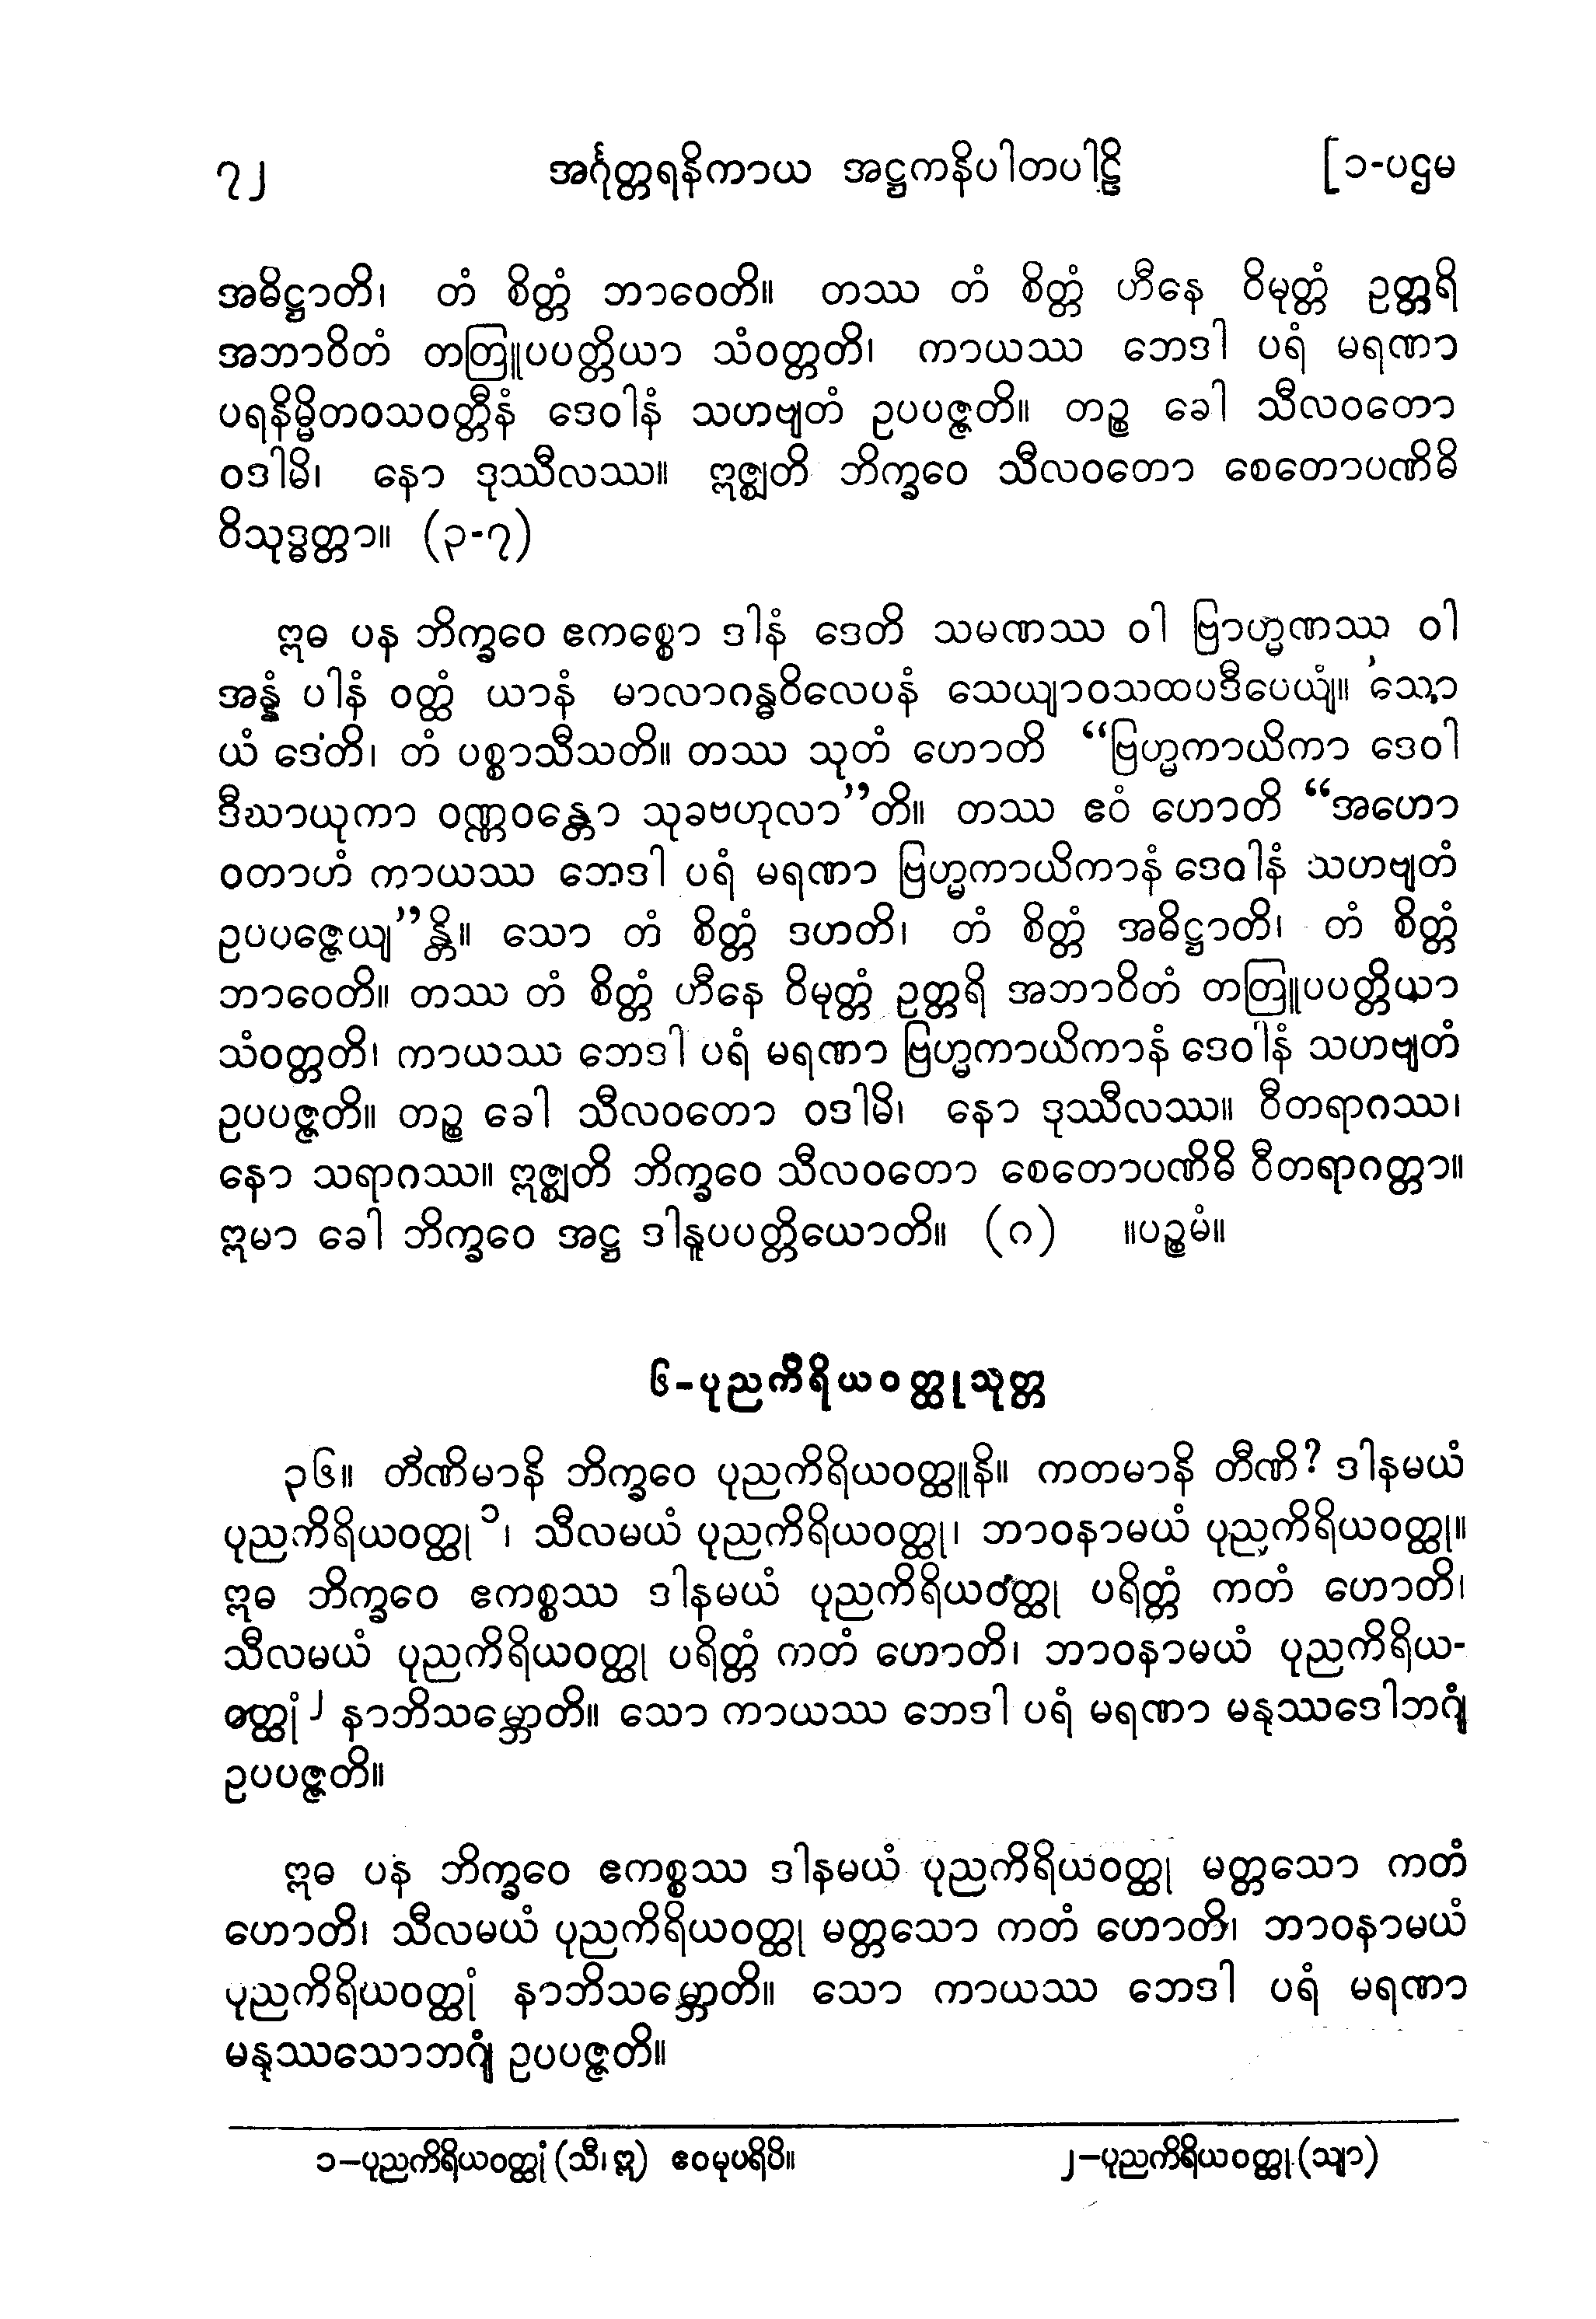 ၇၂ အင်္ဂုတ္တရနိကာယ အဋ္ဌကနိပါတပါဠိ [၁-ပဌမ
အဓိဋ္ဌာတိ၊ တံ စိတ္တံ ဘာဝေတိ။ တဿ တံ စိတ္တံ ဟီနေ ဝိမုတ္တံ ဥတ္တရိ
အဘာဝိတံ တတြူပပတ္တိယာ သံဝတ္တတိ၊ ကာယဿ ဘေဒါ ပရံ မရဏာ
ပရနိမ္မိတဝသဝတ္တီနံ ဒေဝါနံ သဟဗျတံ ဥပပဇ္ဇတိ။ တဉ္စ ခေါ သီလဝတော
ဝဒါမိ၊ နော ဒုဿီလဿ။ ဣဇ္ဈတိ ဘိက္ခဝေ သီလဝတော စေတောပဏိဓိ
ဝိသုဒ္ဓတ္တာ။ (၃-၇)
ဣဓ ပန ဘိက္ခဝေ ဧကစ္စော ဒါနံ ဒေတိ သမဏဿ ဝါ ဗြာဟ္မဏဿ ဝါ
အန္နံ ပါနံ ဝတ္ထံ ယာနံ မာလာဂန္ဓဝိလေပနံ သေယျာဝသထပဒီပေယျံ။ သော
ယံ ဒေတိ၊ တံ ပစ္စာသီသတိ။ တဿ သုတံ ဟောတိ “ဗြဟ္မကာယိကာ ဒေဝါ
ဒီဃာယုကာ ဝဏ္ဏဝန္တော သုခဗဟုလာ”တိ။ တဿ ဧဝံ ဟောတိ “အဟော
ဝတာဟံ ကာယဿ ဘေဒါ ပရံ မရဏာ ဗြဟ္မကာယိကာနံ ဒေဝါနံ သဟဗျတံ
ဥပပဇ္ဇေယျ”န္တိ။ သော တံ စိတ္တံ ဒဟတိ၊ တံ စိတ္တံ အဓိဋ္ဌာတိ၊ တံ စိတ္တံ
ဘာဝေတိ။ တဿ တံ စိတ္တံ ဟီနေ ဝိမုတ္တံ ဥတ္တရိ အဘာဝိတံ တတြူပပတ္တိယာ
သံဝတ္တတိ၊ ကာယဿ ဘေဒါ ပရံ မရဏာ ဗြဟ္မကာယိကာနံ ဒေဝါနံ သဟဗျတံ
ဥပပဇ္ဇတိ။ တဉ္စ ခေါ သီလဝတော ဝဒါမိ၊ နော ဒုဿီလဿ။ ဝီတရာဂဿ၊
နော သရာဂဿ။ ဣဇ္ဈတိ ဘိက္ခဝေ သီလဝတော စေတောပဏိဓိ ဝီတရာဂတ္တာ။
ဣမာ ခေါ ဘိက္ခဝေ အဋ္ဌ ဒါနူပပတ္တိယောတိ။ (၈) ။ပဉ္စမံ။
၆-ပုညကိရိယဝတ္ထုသုတ္တ
၃၆။ တီဏိမာနိ ဘိက္ခဝေ ပုညကိရိယဝတ္ထူနိ။ ကတမာနိ တီဏိ? ဒါနမယံ
ပုညကိရိယဝတ္ထု ၁၊ သီလမယံ ပုညကိရိယဝတ္ထု၊ ဘာဝနာမယံ ပုညကိရိယဝတ္ထု။
ဣဓ ဘိက္ခဝေ ဧကစ္စဿ ဒါနမယံ ပုညကိရိယဝတ္ထု ပရိတ္တံ ကတံ ဟောတိ၊
သီလမယံ ပုညကိရိယဝတ္ထု ပရိတ္တံ ကတံ ဟောတိ၊ ဘာဝနာမယံ ပုညကိရိယ-
ဝတ္ထုံ ၂ နာဘိသမ္ဘောတိ။ သော ကာယဿ ဘေဒါ ပရံ မရဏာ မနုဿဒေါဘဂျံ
ဥပပဇ္ဇတိ။
ဣဓ ပန ဘိက္ခဝေ ဧကစ္စဿ ဒါနမယံ ပုညကိရိယဝတ္ထု မတ္တသော ကတံ
ဟောတိ၊ သီလမယံ ပုညကိရိယဝတ္ထု မတ္တသော ကတံ ဟောတိ၊ ဘာဝနာမယံ
ပုညကိရိယဝတ္ထုံ နာဘိသမ္ဘောတိ။ သော ကာယဿ ဘေဒါ ပရံ မရဏာ
မနုဿသောဘဂျံ ဥပပဇ္ဇတိ။
၁-ပုညကိရိယဝတ္ထုံ (သီ၊ ဣ) ဧဝမုပရိပိ။ ၂-ပုညကိရိယဝတ္ထု (သျာ)